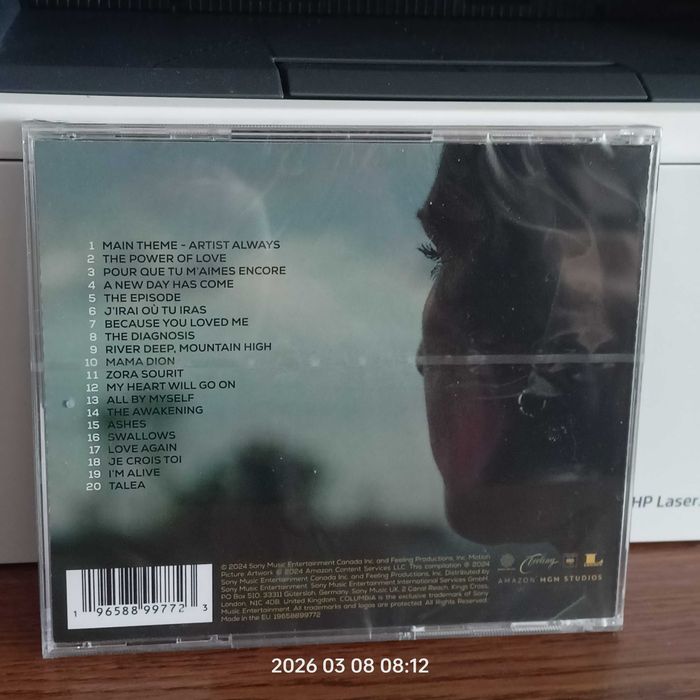 1 MAIN THEME - ARTIST ALWAYS
2 THE POWER OF LOVE
3 POUR QUE TU M'AIMES ENCORE
4 A NEW DAY HAS COME
5 THE EPISODE
6 J'IRAI OÙ TU IRAS
7 BECAUSE YOU LOVED ME
8 THE DIAGNOSIS
9 RIVER DEEP, MOUNTAIN HIGH
10 MAMA DION
11 ZORA SOURIT
12 MY HEART WILL GO ON
13 ALL BY MYSELF
14 THE AWAKENING
15 ASHES
16 SWALLOWS
17 LOVE AGAIN
18 JE CROIS TOI
19 I'M ALIVE
20 TALEA
HP Laser
℗ 2024 Sony Music Entertainment Canada Inc. and Feeling Productions, Inc. Motion
Picture Artwork © 2024 Amazon Content Services LLC. This compilation ℗ 2024
Sony Music Entertainment Canada Inc. and Feeling Productions, Inc. Distributed by
Sony Music Entertainment. Sony Music Entertainment International Services GmbH,
PO Box 510, 33311 Gütersloh, Germany. Sony Music UK, 2 Canal Reach, Kings Cross,
London, N1C 4DB, United Kingdom. COLUMBIA is the exclusive trademark of Sony
Music Entertainment. All trademarks and logos are protected. All Rights Reserved.
Made in the EU 19658899772
Feeling
AMAZON MGM STUDIOS
1 96588 99772 3
2026 03 08 08:12